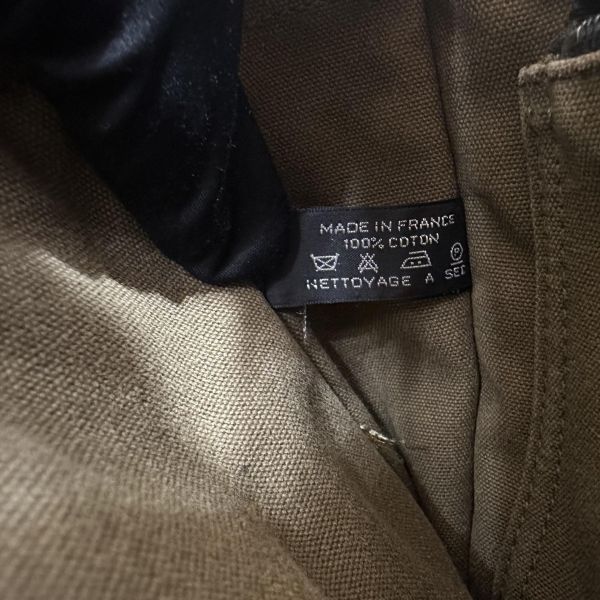 MADE IN FRANCE
100% COTON
P
NETTOYAGE A SEC